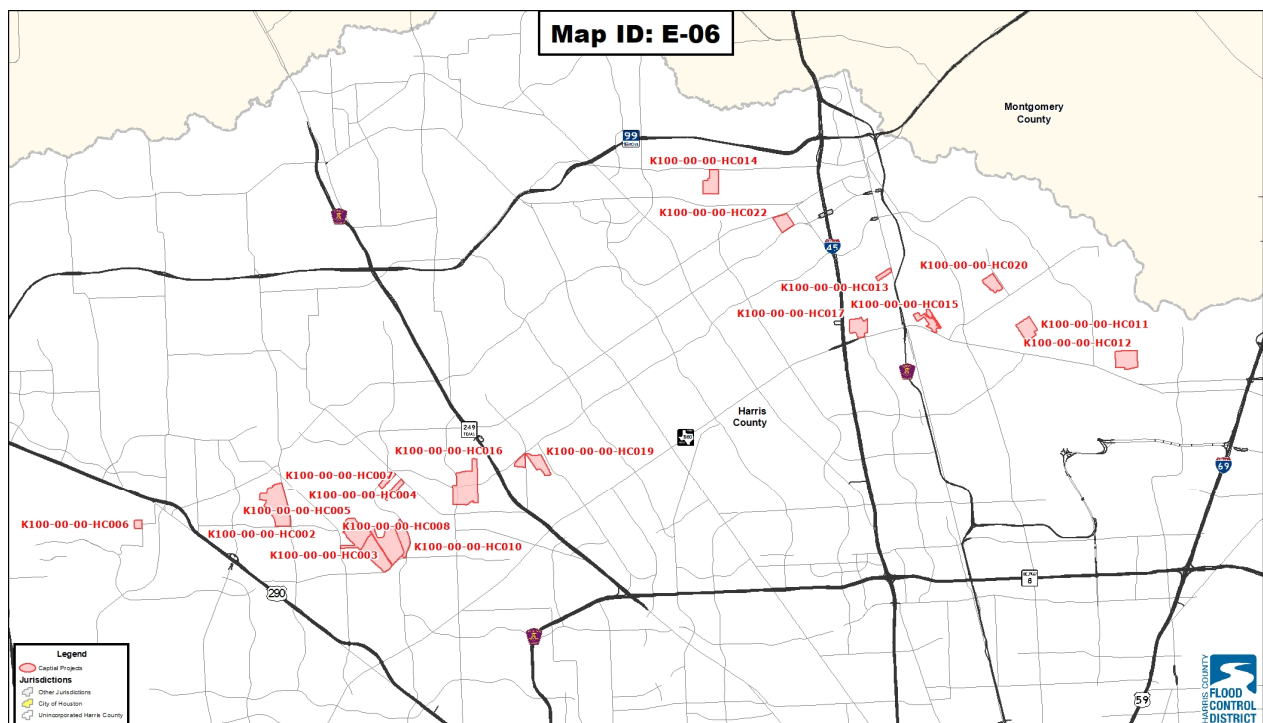 Map ID: E-06
Montgomery
County
99
K100-00-00-HC014
K100-00-00-HC022
45
K100-00-00-HC020
K100-00-00-HC013
K100-00-00-HC015
K100-00-00-HC017
K100-00-00-HC011
K100-00-00-HC012
Harris
County
249
TEXAS
K100-00-00-HC016
K100-00-00-HC019
69
K100-00-00-HC007
K100-00-00-HC004
K100-00-00-HC005
K100-00-00-HC006
K100-00-00-HC002
K100-00-00-HC008
K100-00-00-HC003
K100-00-00-HC010
290
8
59
Legend
Captial Projects
Jurisdictions
Other Jurisdictions
City of Houston
Unincorporated Harris County
HARRIS COUNTY
FLOOD
CONTROL
DISTRICT